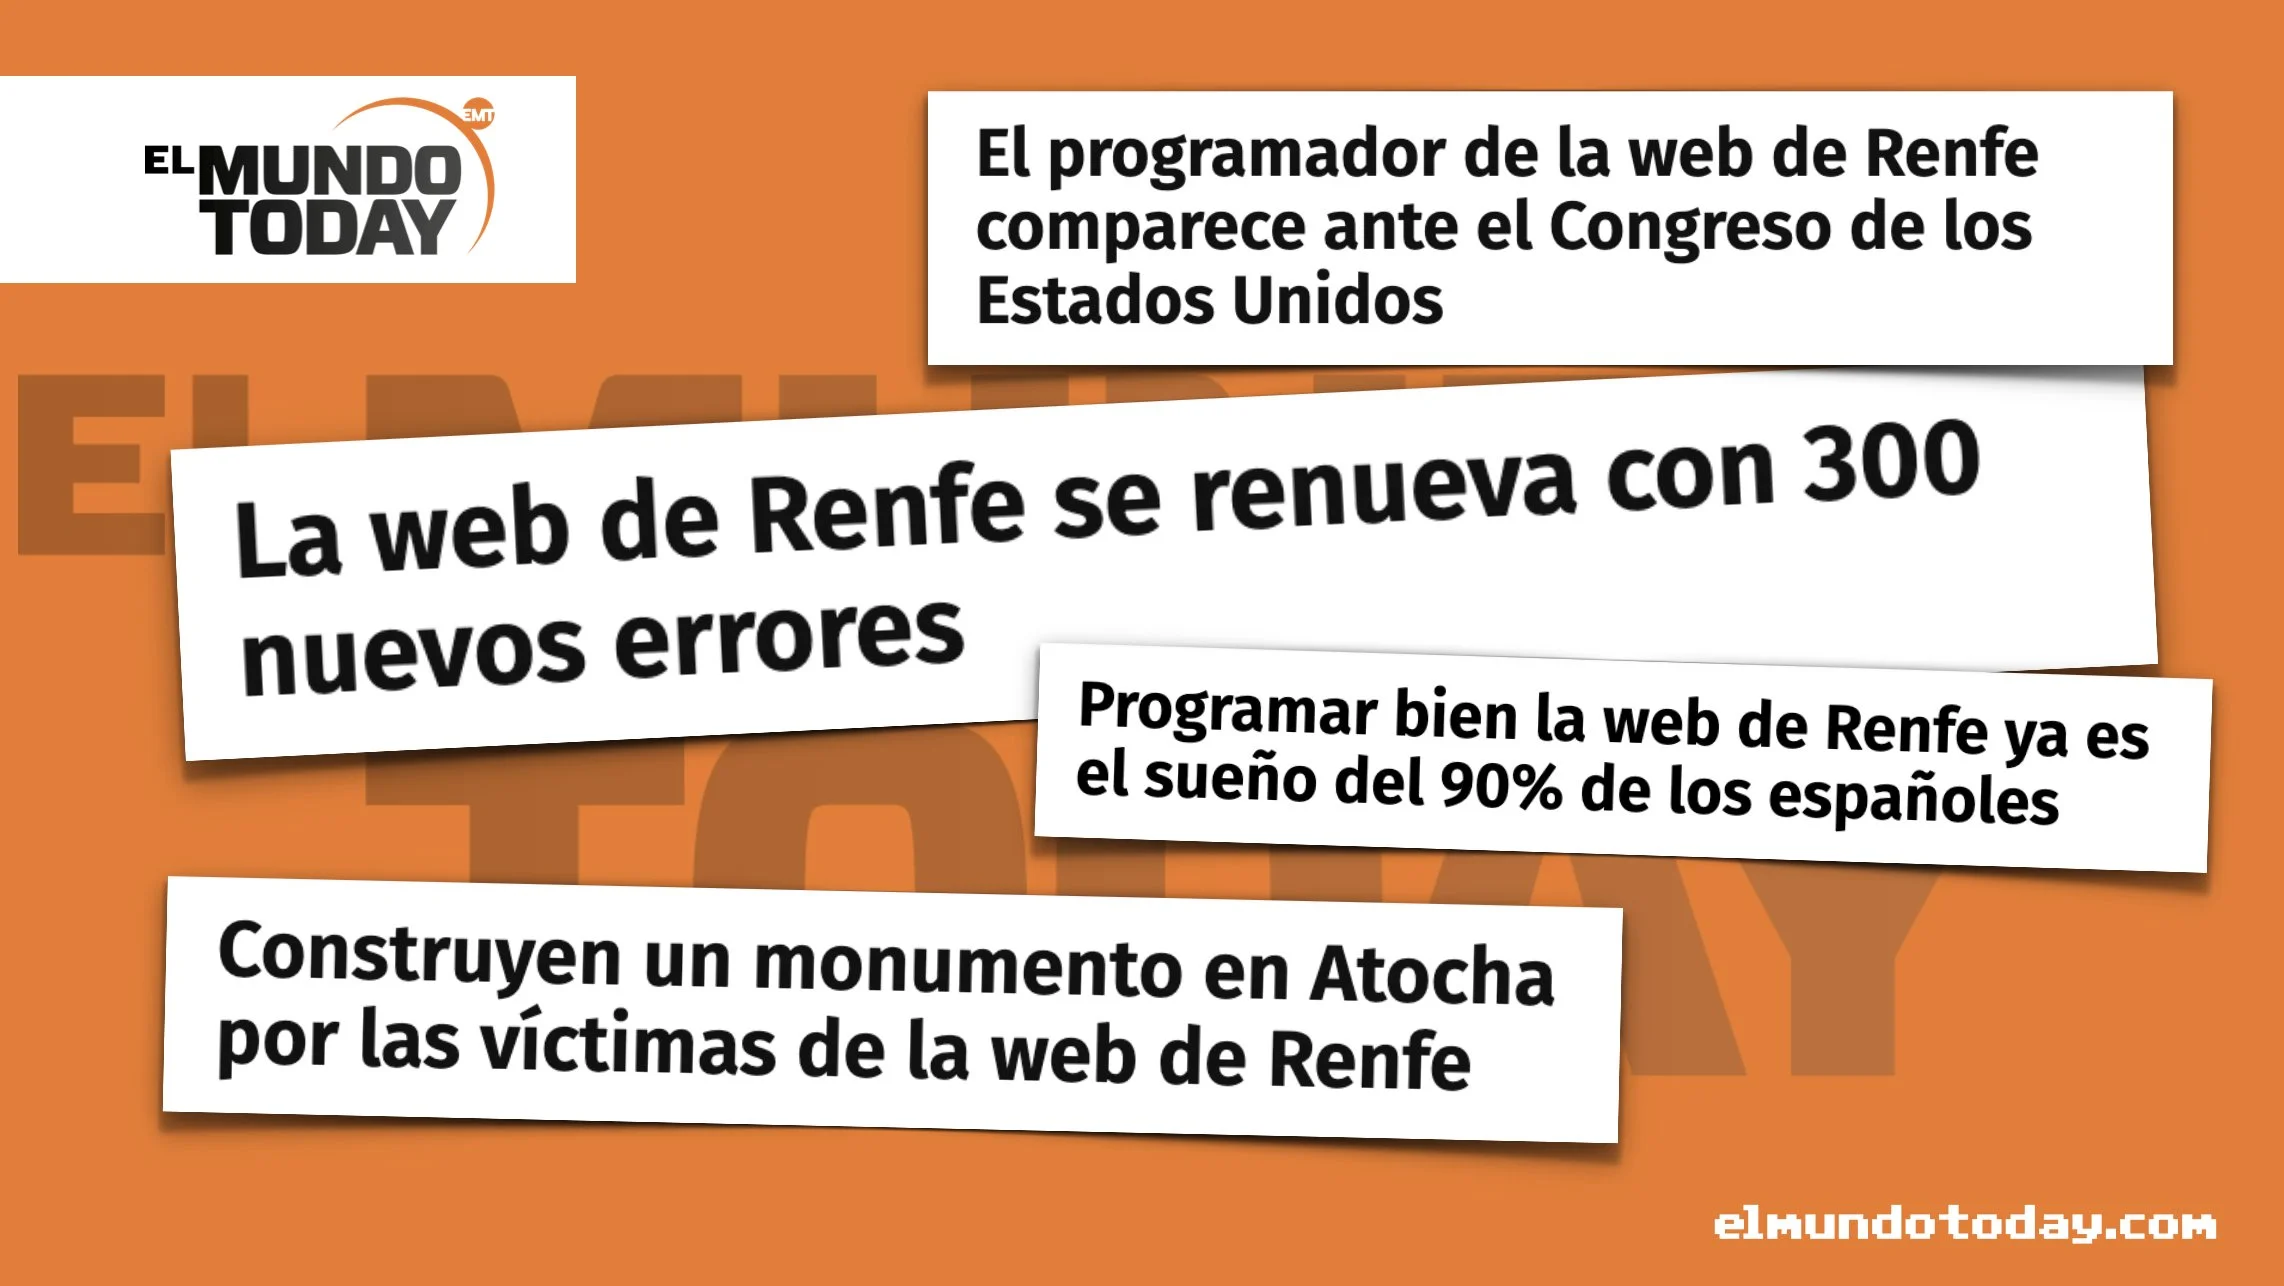 EL MUNDO
TODAY
EMT
El programador de la web de Renfe
comparece ante el Congreso de los
Estados Unidos
La web de Renfe se renueva con 300
nuevos errores
Programar bien la web de Renfe ya es
el sueño del 90% de los españoles
Construyen un monumento en Atocha
por las víctimas de la web de Renfe
elmundotoday.com